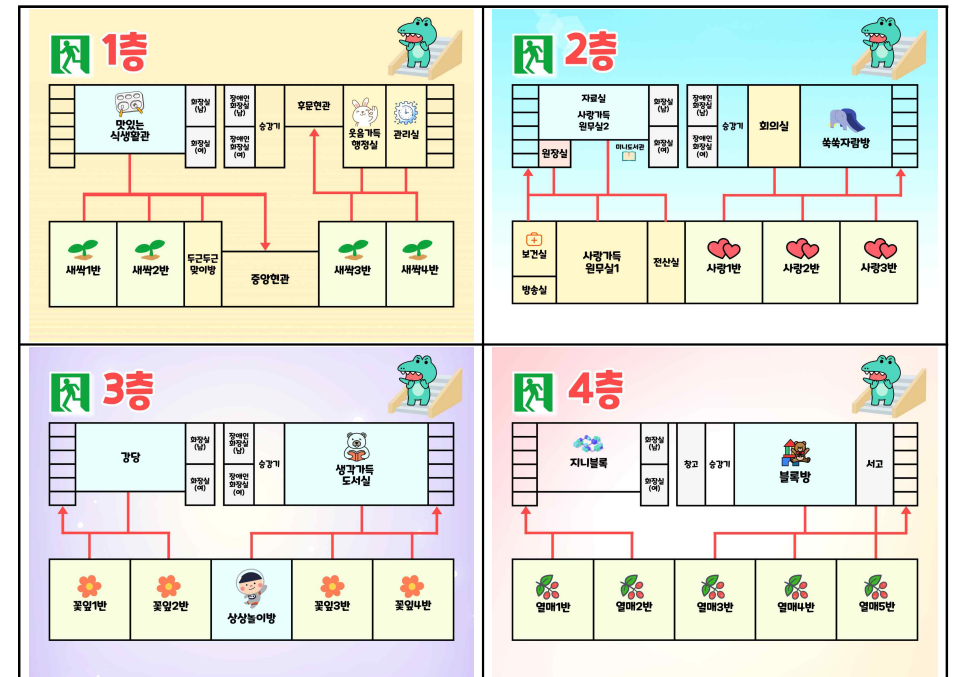 1층
맛있는
식생활관
화장실
(남)
화장실
(여)
장애인
화장실
(남)
장애인
화장실
(여)
승강기
후문현관
웃음가득
행정실
관리실
새싹1반
새싹2반
두근두근
맞이방
중앙현관
새싹3반
새싹4반
2층
자료실
사랑가득
원무실2
원장실
미니도서관
화장실
(남)
화장실
(여)
장애인
화장실
(남)
장애인
화장실
(여)
승강기
회의실
쑥쑥자람방
보건실
방송실
사랑가득
원무실1
전산실
사랑1반
사랑2반
사랑3반
3층
강당
화장실
(남)
화장실
(여)
장애인
화장실
(남)
장애인
화장실
(여)
승강기
생각가득
도서실
꽃잎1반
꽃잎2반
상상놀이방
꽃잎3반
꽃잎4반
4층
지니블록
화장실
(남)
화장실
(여)
창고
승강기
블록방
서고
열매1반
열매2반
열매3반
열매4반
열매5반